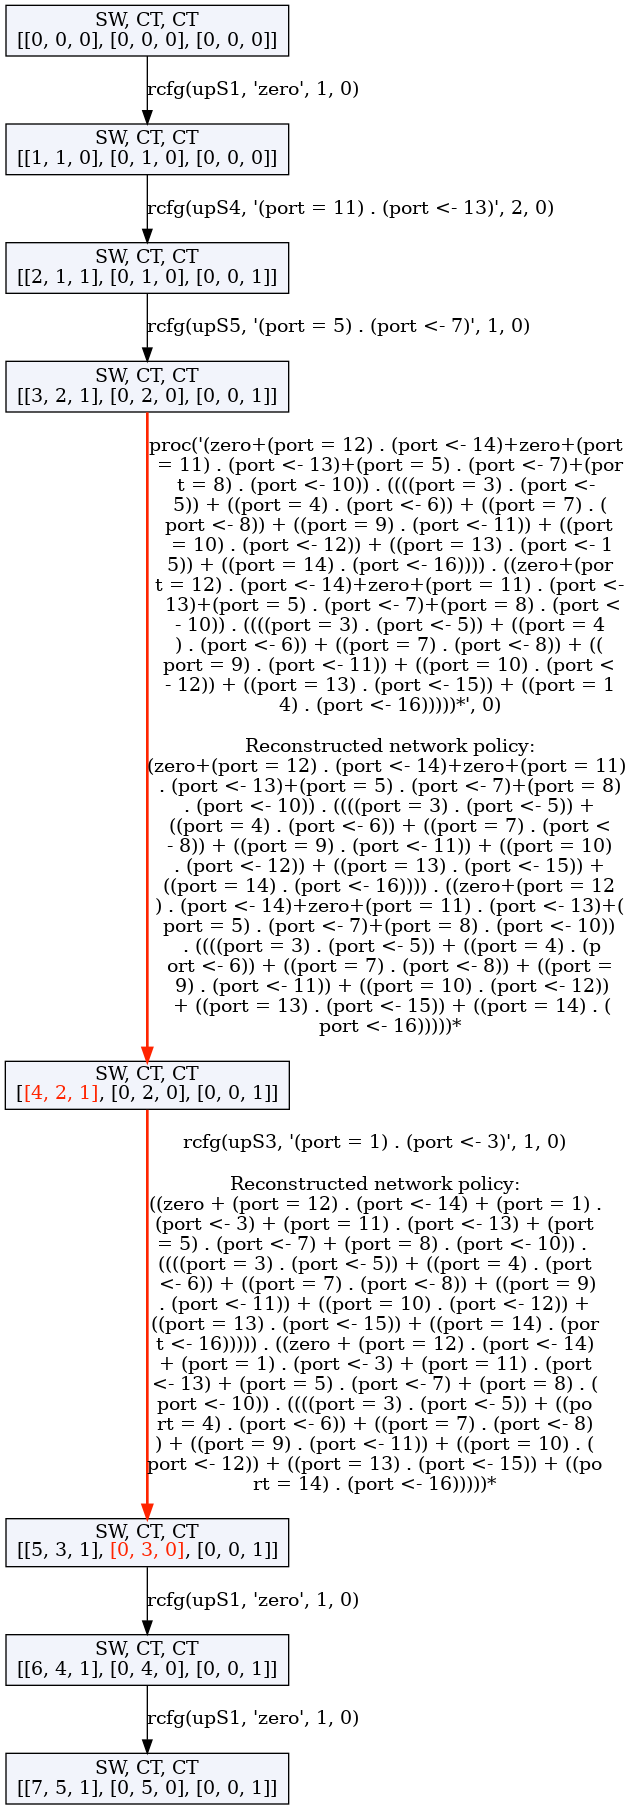 SW, CT, CT
[[0, 0, 0], [0, 0, 0], [0, 0, 0]]
rcfg(upS1, 'zero', 1, 0)
SW, CT, CT
[[1, 1, 0], [0, 1, 0], [0, 0, 0]]
rcfg(upS4, '(port = 11) . (port <- 13)', 2, 0)
SW, CT, CT
[[2, 1, 1], [0, 1, 0], [0, 0, 1]]
rcfg(upS5, '(port = 5) . (port <- 7)', 1, 0)
SW, CT, CT
[[3, 2, 1], [0, 2, 0], [0, 0, 1]]
proc('(zero+(port = 12) . (port <- 14)+zero+(port
= 11) . (port <- 13)+(port = 5) . (port <- 7)+(por
t = 8) . (port <- 10)) . ((((port = 3) . (port <-
5)) + ((port = 4) . (port <- 6)) + ((port = 7) . (
port <- 8)) + ((port = 9) . (port <- 11)) + ((port
= 10) . (port <- 12)) + ((port = 13) . (port <- 1
5)) + ((port = 14) . (port <- 16)))) . ((zero+(por
t = 12) . (port <- 14)+zero+(port = 11) . (port <-
13)+(port = 5) . (port <- 7)+(port = 8) . (port <
- 10)) . ((((port = 3) . (port <- 5)) + ((port = 4
) . (port <- 6)) + ((port = 7) . (port <- 8)) + ((
port = 9) . (port <- 11)) + ((port = 10) . (port <
- 12)) + ((port = 13) . (port <- 15)) + ((port = 1
4) . (port <- 16)))))*', 0)
Reconstructed network policy:
(zero+(port = 12) . (port <- 14)+zero+(port = 11)
. (port <- 13)+(port = 5) . (port <- 7)+(port = 8)
. (port <- 10)) . ((((port = 3) . (port <- 5)) +
((port = 4) . (port <- 6)) + ((port = 7) . (port <
- 8)) + ((port = 9) . (port <- 11)) + ((port = 10)
. (port <- 12)) + ((port = 13) . (port <- 15)) +
((port = 14) . (port <- 16)))) . ((zero+(port = 12
) . (port <- 14)+zero+(port = 11) . (port <- 13)+(
port = 5) . (port <- 7)+(port = 8) . (port <- 10))
. ((((port = 3) . (port <- 5)) + ((port = 4) . (p
ort <- 6)) + ((port = 7) . (port <- 8)) + ((port =
9) . (port <- 11)) + ((port = 10) . (port <- 12))
+ ((port = 13) . (port <- 15)) + ((port = 14) . (
port <- 16)))))*
SW, CT, CT
[[4, 2, 1], [0, 2, 0], [0, 0, 1]]
rcfg(upS3, '(port = 1) . (port <- 3)', 1, 0)
Reconstructed network policy:
((zero + (port = 12) . (port <- 14) + (port = 1) .
(port <- 3) + (port = 11) . (port <- 13) + (port
= 5) . (port <- 7) + (port = 8) . (port <- 10)) .
((((port = 3) . (port <- 5)) + ((port = 4) . (port
<- 6)) + ((port = 7) . (port <- 8)) + ((port = 9)
. (port <- 11)) + ((port = 10) . (port <- 12)) +
((port = 13) . (port <- 15)) + ((port = 14) . (por
t <- 16))))) . ((zero + (port = 12) . (port <- 14)
+ (port = 1) . (port <- 3) + (port = 11) . (port
<- 13) + (port = 5) . (port <- 7) + (port = 8) . (
port <- 10)) . ((((port = 3) . (port <- 5)) + ((po
rt = 4) . (port <- 6)) + ((port = 7) . (port <- 8)
) + ((port = 9) . (port <- 11)) + ((port = 10) . (
port <- 12)) + ((port = 13) . (port <- 15)) + ((po
rt = 14) . (port <- 16)))))*
SW, CT, CT
[[5, 3, 1], [0, 3, 0], [0, 0, 1]]
rcfg(upS1, 'zero', 1, 0)
SW, CT, CT
[[6, 4, 1], [0, 4, 0], [0, 0, 1]]
rcfg(upS1, 'zero', 1, 0)
SW, CT, CT
[[7, 5, 1], [0, 5, 0], [0, 0, 1]]